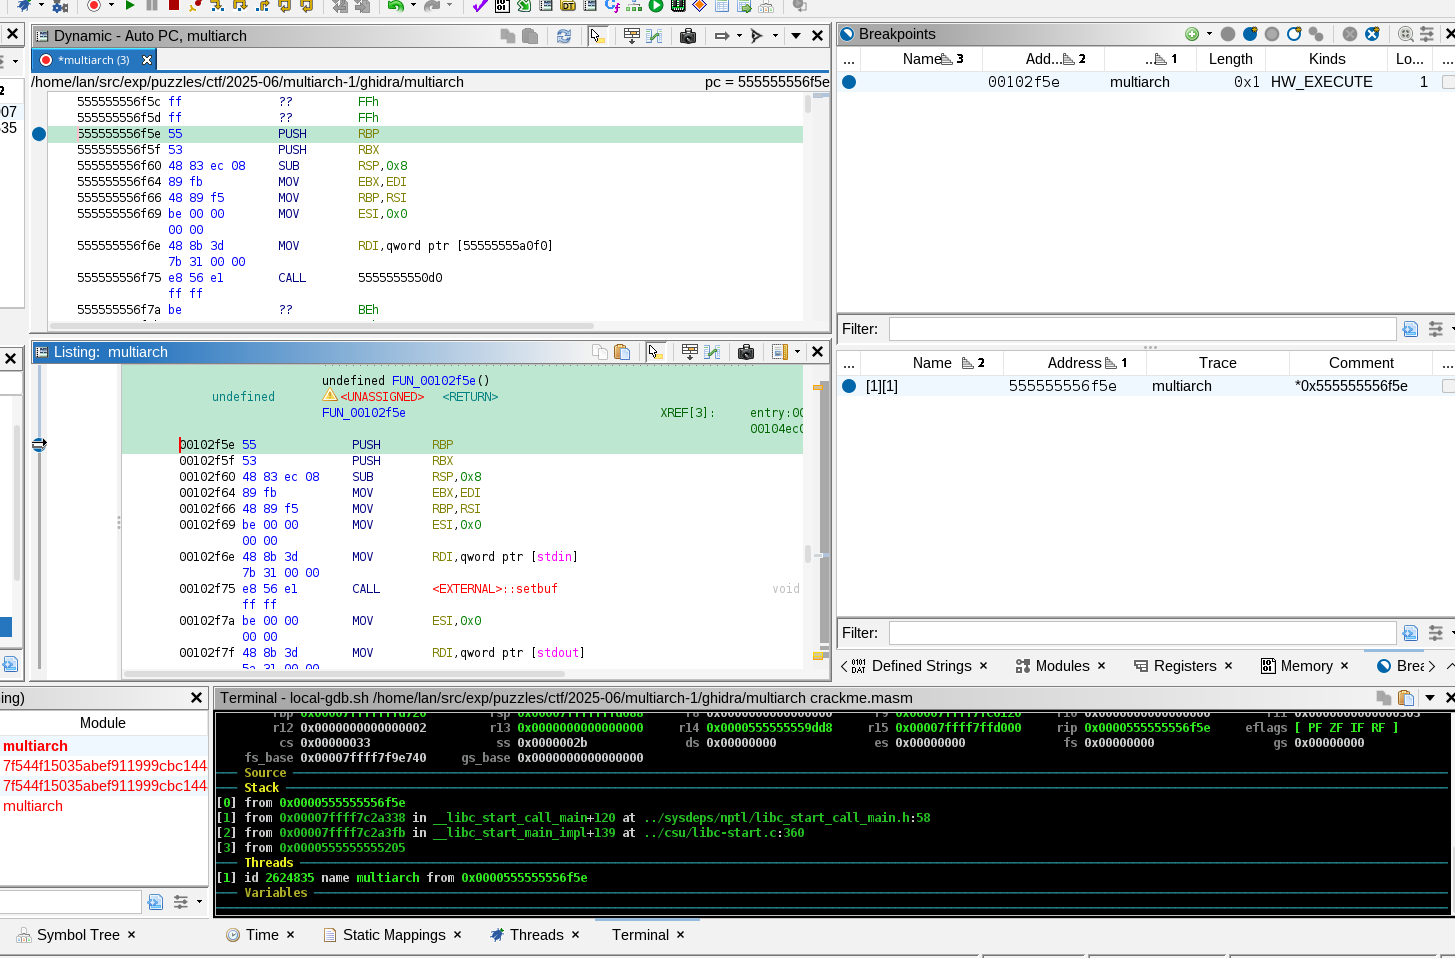 Dynamic - Auto PC, multiarch
*multiarch (3)
/home/lan/src/exp/puzzles/ctf/2025-06/multiarch-1/ghidra/multiarch pc = 555555556f5e
555555556f5c ff ?? FFh
555555556f5d ff ?? FFh
555555556f5e 55 PUSH RBP
555555556f5f 53 PUSH RBX
555555556f60 48 83 ec 08 SUB RSP,0x8
555555556f64 89 fb MOV EBX,EDI
555555556f66 48 89 f5 MOV RBP,RSI
555555556f69 be 00 00 MOV ESI,0x0
00 00
555555556f6e 48 8b 3d MOV RDI,qword ptr [55555555a0f0]
7b 31 00 00
555555556f75 e8 56 e1 CALL 5555555550d0
ff ff
555555556f7a be ?? BEh
Listing: multiarch
undefined FUN_00102f5e()
undefined <UNASSIGNED> <RETURN>
FUN_00102f5e XREF[3]: entry:00
00104ec0
00102f5e 55 PUSH RBP
00102f5f 53 PUSH RBX
00102f60 48 83 ec 08 SUB RSP,0x8
00102f64 89 fb MOV EBX,EDI
00102f66 48 89 f5 MOV RBP,RSI
00102f69 be 00 00 MOV ESI,0x0
00 00
00102f6e 48 8b 3d MOV RDI,qword ptr [stdin]
7b 31 00 00
00102f75 e8 56 e1 CALL <EXTERNAL>::setbuf void
ff ff
00102f7a be 00 00 MOV ESI,0x0
00 00
00102f7f 48 8b 3d MOV RDI,qword ptr [stdout]
5a 31 00 00
Breakpoints
... Name 3 Add... 2 .. 1 Length Kinds Lo... ...
00102f5e multiarch 0x1 HW_EXECUTE 1
Filter:
... Name 2 Address 1 Trace Comment ...
[1][1] 555555556f5e multiarch *0x555555556f5e
Filter:
Defined Strings Modules Registers Memory Brea
2
07
35
ing)
Module
multiarch
7f544f15035abef911999cbc144
7f544f15035abef911999cbc144
multiarch
Terminal - local-gdb.sh /home/lan/src/exp/puzzles/ctf/2025-06/multiarch-1/ghidra/multiarch crackme.masm
r12 0x0000000000000002 r13 0x0000000000000000 r14 0x0000555555559dd8 r15 0x00007ffff7ffd000 rip 0x0000555555556f5e eflags [ PF ZF IF RF ]
cs 0x00000033 ss 0x0000002b ds 0x00000000 es 0x00000000 fs 0x00000000 gs 0x00000000
fs_base 0x00007ffff7f9e740 gs_base 0x0000000000000000
Source
Stack
[0] from 0x0000555555556f5e
[1] from 0x00007ffff7c2a338 in __libc_start_call_main+120 at ../sysdeps/nptl/libc_start_call_main.h:58
[2] from 0x00007ffff7c2a3fb in __libc_start_main_impl+139 at ../csu/libc-start.c:360
[3] from 0x0000555555555205
Threads
[1] id 2624835 name multiarch from 0x0000555555556f5e
Variables
Symbol Tree Time Static Mappings Threads Terminal